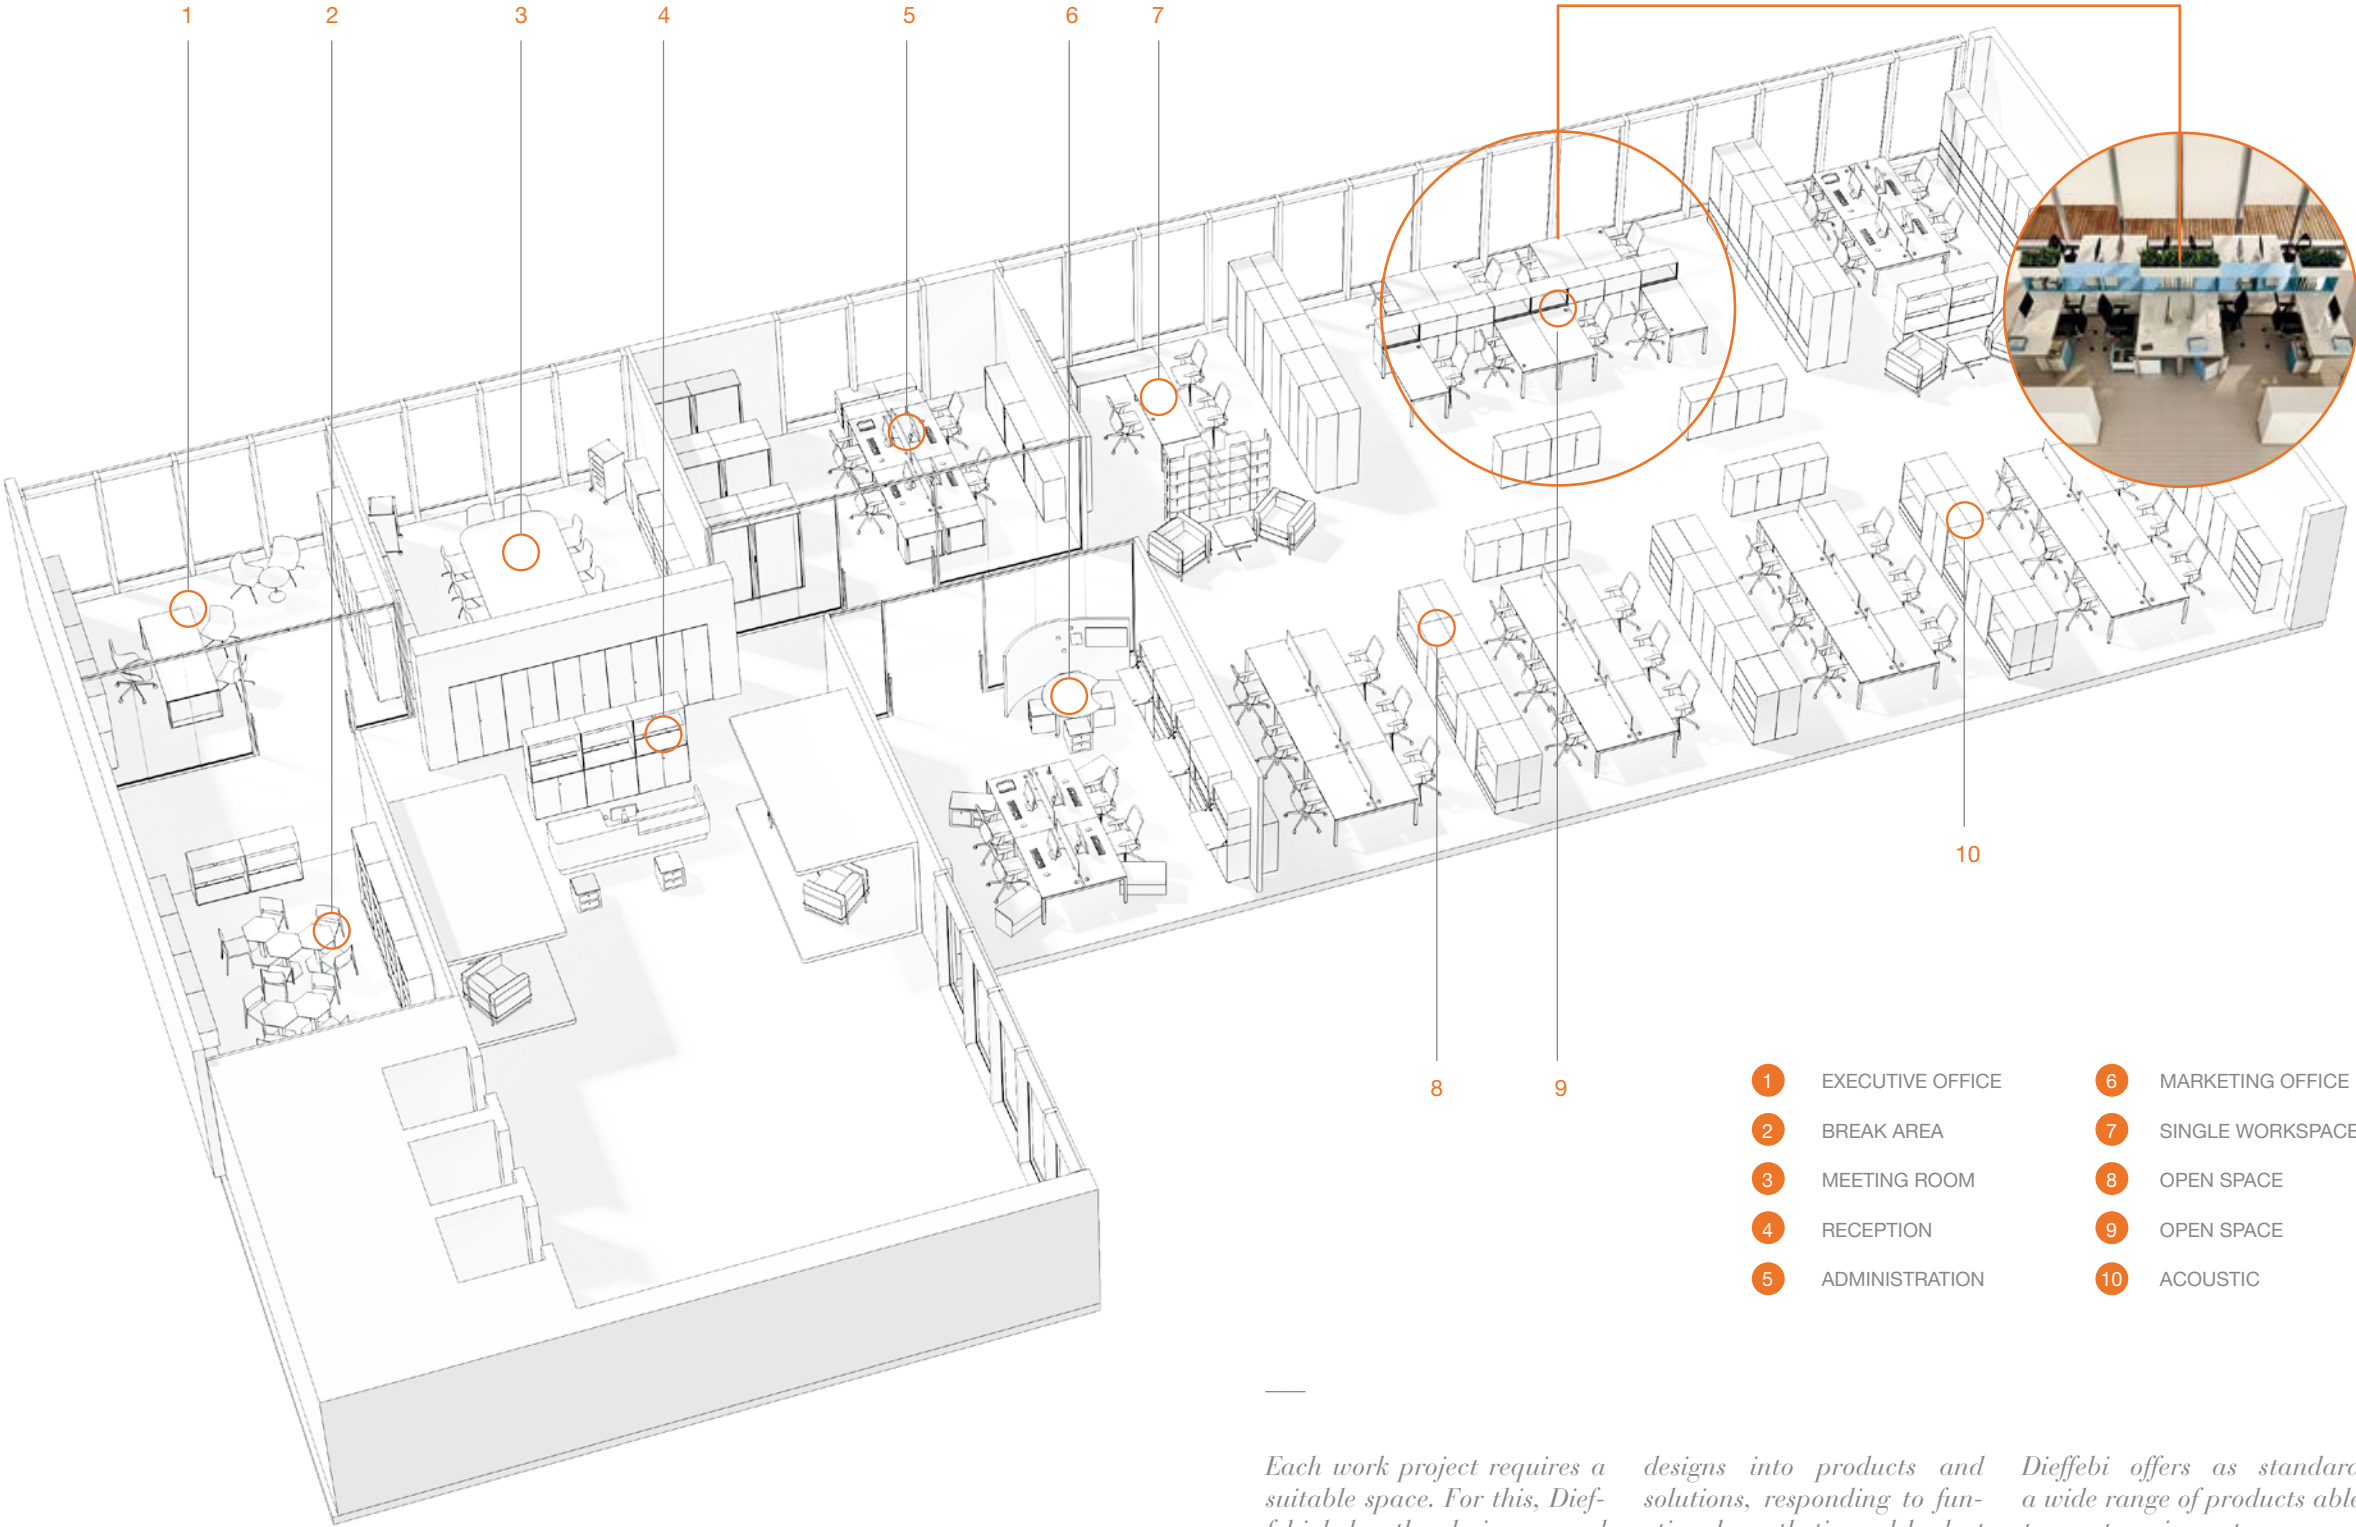 1 2 3 4 5 6 7
10
8 9
1 EXECUTIVE OFFICE
2 BREAK AREA
3 MEETING ROOM
4 RECEPTION
5 ADMINISTRATION
6 MARKETING OFFICE
7 SINGLE WORKSPACE
8 OPEN SPACE
9 OPEN SPACE
10 ACOUSTIC
Each work project requires a
suitable space. For this, Dief-
designs into products and
solutions, responding to fun-
Dieffebi offers as standard
a wide range of products able